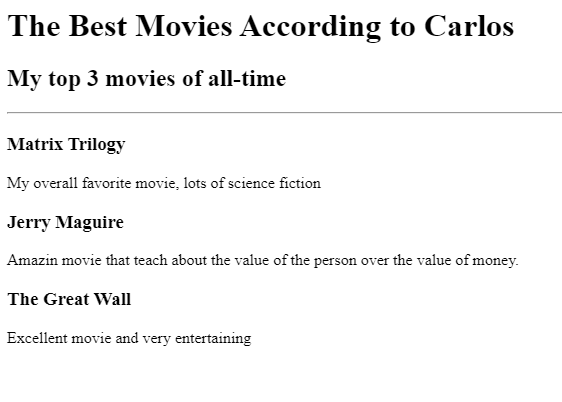 The Best Movies According to Carlos
My top 3 movies of all-time
Matrix Trilogy
My overall favorite movie, lots of science fiction
Jerry Maguire
Amazin movie that teach about the value of the person over the value of money.
The Great Wall
Excellent movie and very entertaining